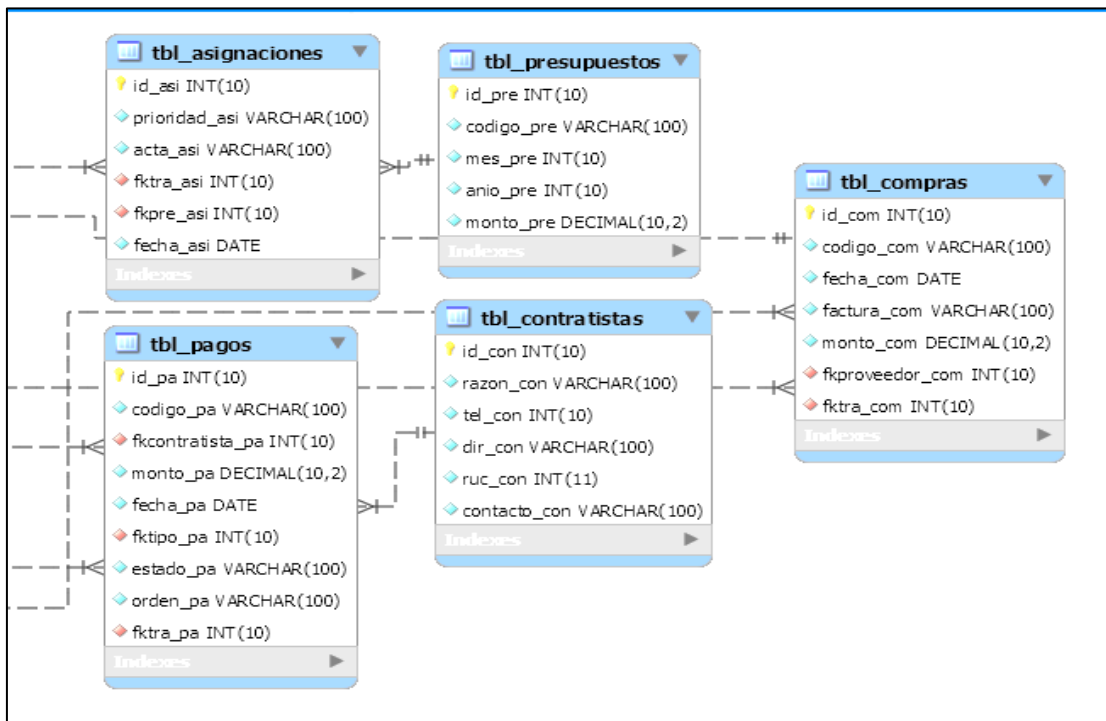 tbl_asignaciones
id_asi INT(10)
prioridad_asi VARCHAR(100)
acta_asi VARCHAR(100)
fktra_asi INT(10)
fkpre_asi INT(10)
fecha_asi DATE
Indexes
tbl_presupuestos
id_pre INT(10)
codigo_pre VARCHAR(100)
mes_pre INT(10)
anio_pre INT(10)
monto_pre DECIMAL(10,2)
Indexes
tbl_compras
id_com INT(10)
codigo_com VARCHAR(100)
fecha_com DATE
factura_com VARCHAR(100)
monto_com DECIMAL(10,2)
fkproveedor_com INT(10)
fktra_com INT(10)
Indexes
tbl_pagos
id_pa INT(10)
codigo_pa VARCHAR(100)
fkcontratista_pa INT(10)
monto_pa DECIMAL(10,2)
fecha_pa DATE
fktipo_pa INT(10)
estado_pa VARCHAR(100)
orden_pa VARCHAR(100)
fktra_pa INT(10)
Indexes
tbl_contratistas
id_con INT(10)
razon_con VARCHAR(100)
tel_con INT(10)
dir_con VARCHAR(100)
ruc_con INT(11)
contacto_con VARCHAR(100)
Indexes